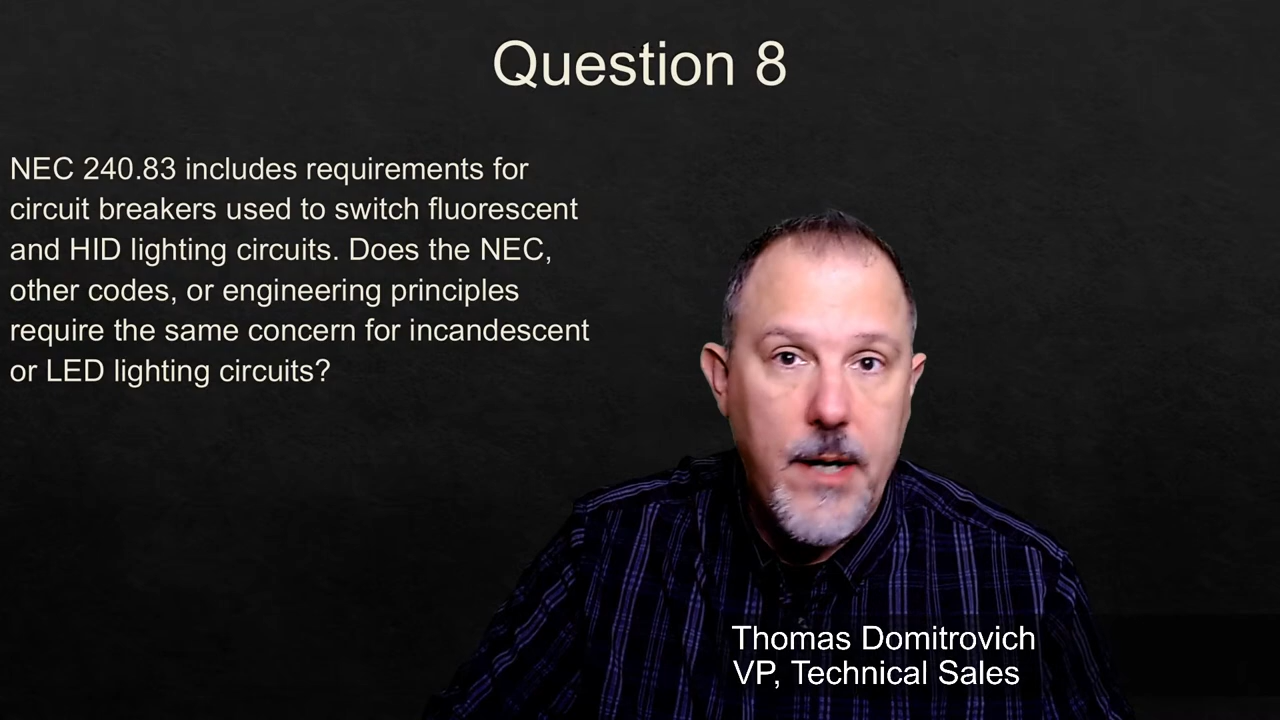 Question 8
NEC 240.83 includes requirements for
circuit breakers used to switch fluorescent
and HID lighting circuits. Does the NEC,
other codes, or engineering principles
require the same concern for incandescent
or LED lighting circuits?
Thomas Domitrovich
VP, Technical Sales